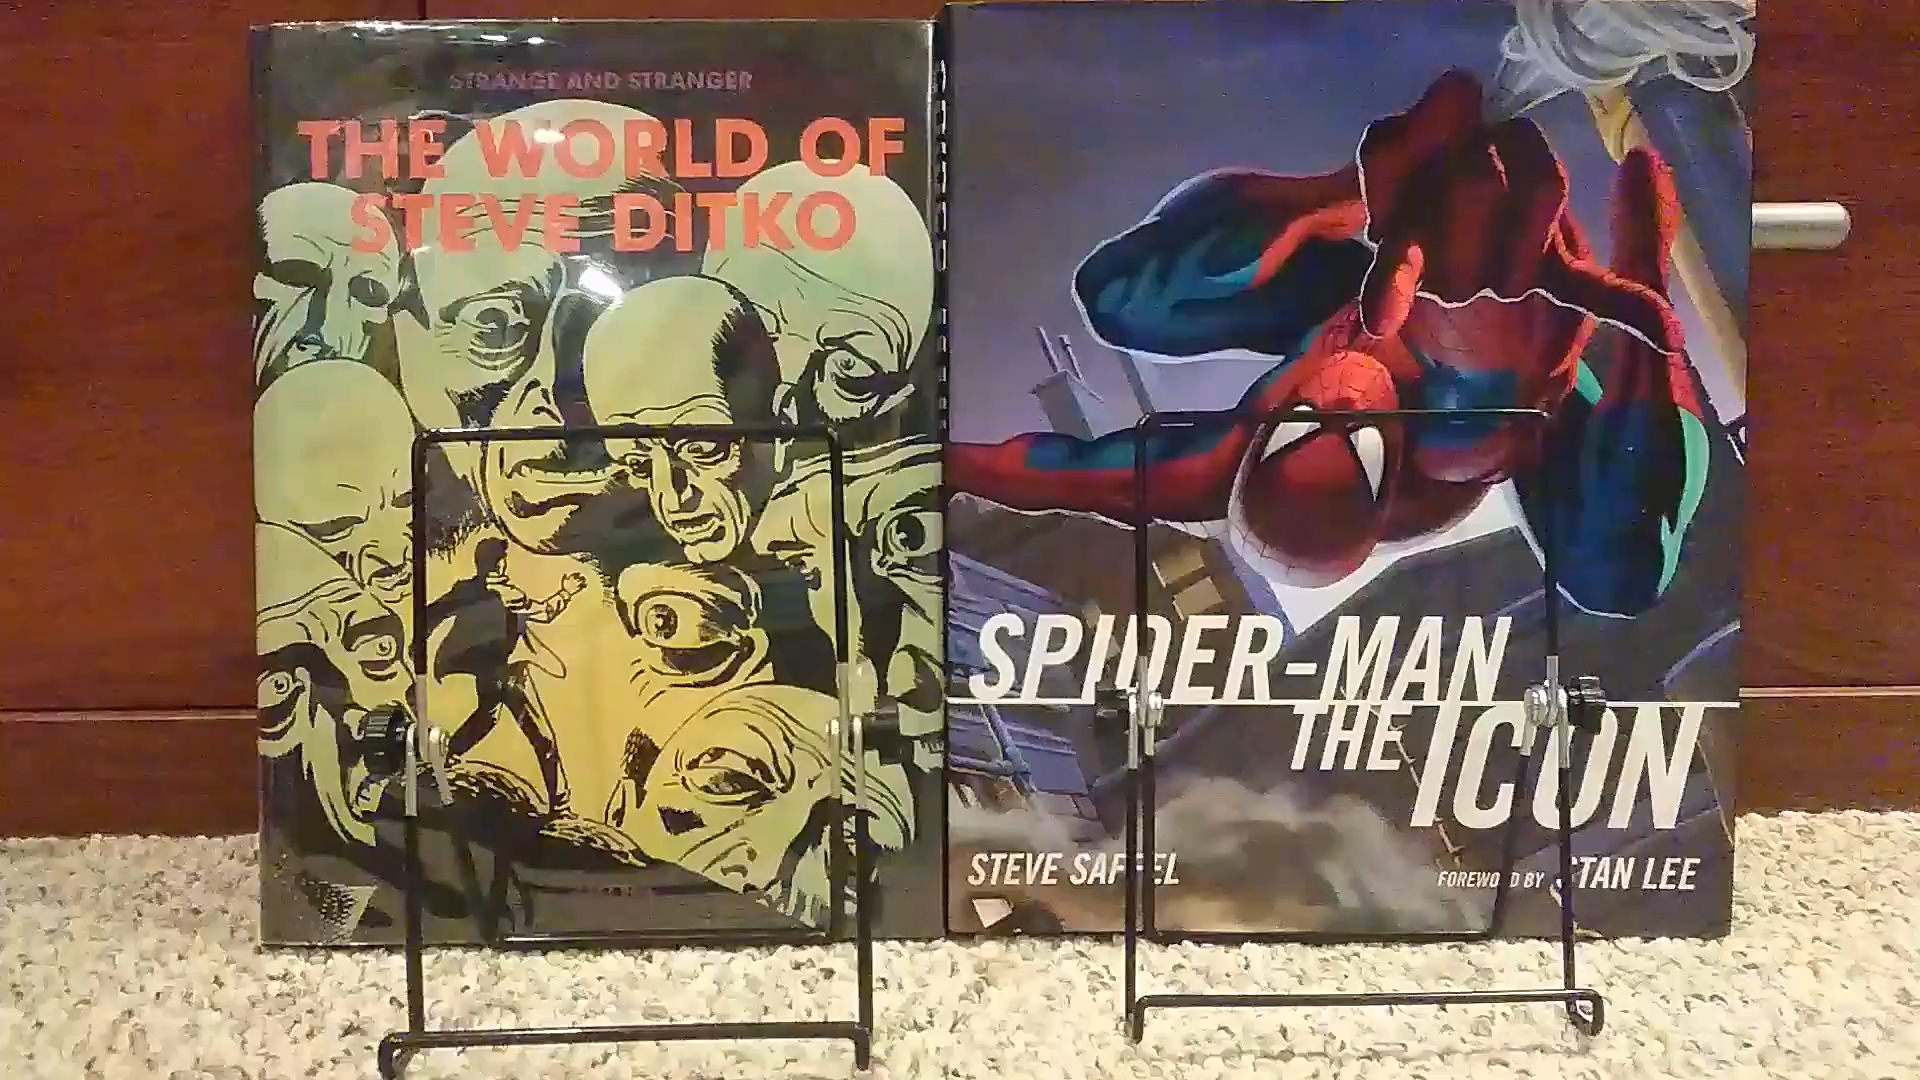 STRANGE AND STRANGER
THE WORLD OF
STEVE DITKO
SPIDER-MAN
THE ICON
STEVE SAFFEL
FOREWORD BY STAN LEE